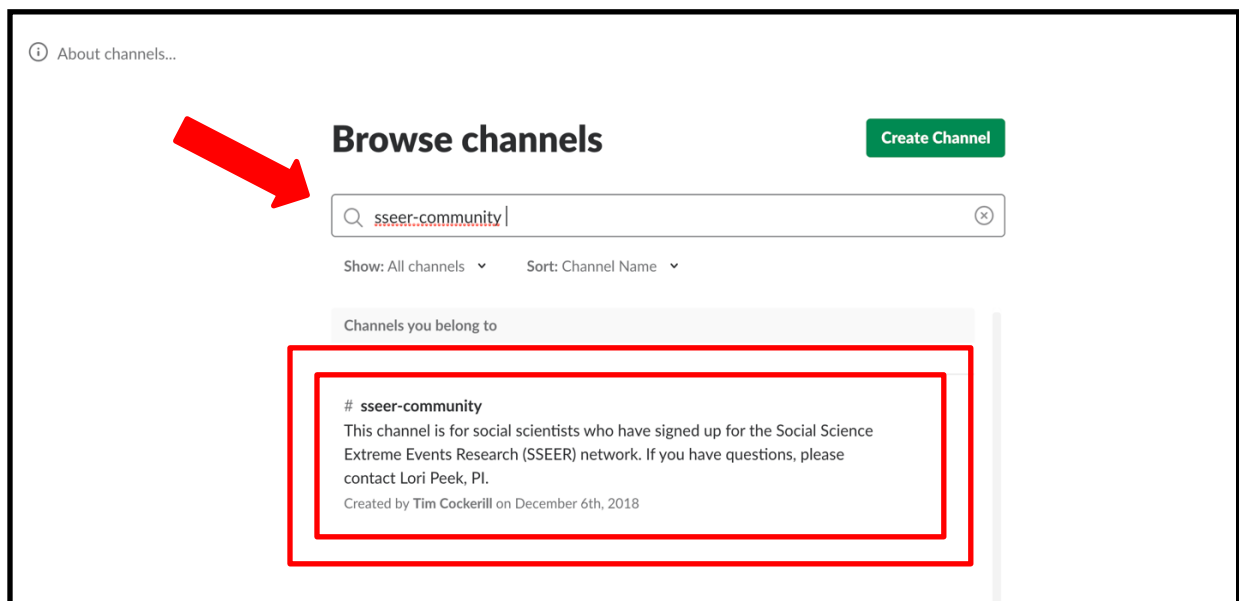 About channels...
Browse channels
Create Channel
sseer-community
Show: All channels
Sort: Channel Name
Channels you belong to
# sseer-community
This channel is for social scientists who have signed up for the Social Science
Extreme Events Research (SSEER) network. If you have questions, please
contact Lori Peek, PI.
Created by Tim Cockerill on December 6th, 2018